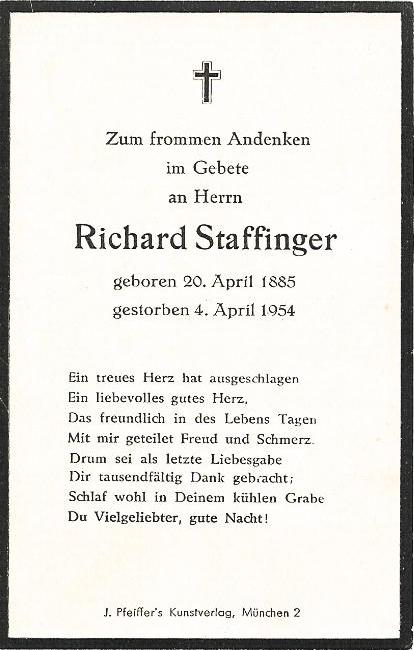 Zum frommen Andenken
im Gebete
an Herrn
Richard Staffinger
geboren 20. April 1885
gestorben 4. April 1954
Ein treues Herz hat ausgeschlagen
Ein liebevolles gutes Herz,
Das freundlich in des Lebens Tagen
Mit mir geteilet Freud und Schmerz.
Drum sei als letzte Liebesgabe
Dir tausendfältig Dank gebracht;
Schlaf wohl in Deinem kühlen Grabe
Du Vielgeliebter, gute Nacht!
J. Pfeiffer's Kunstverlag, München 2